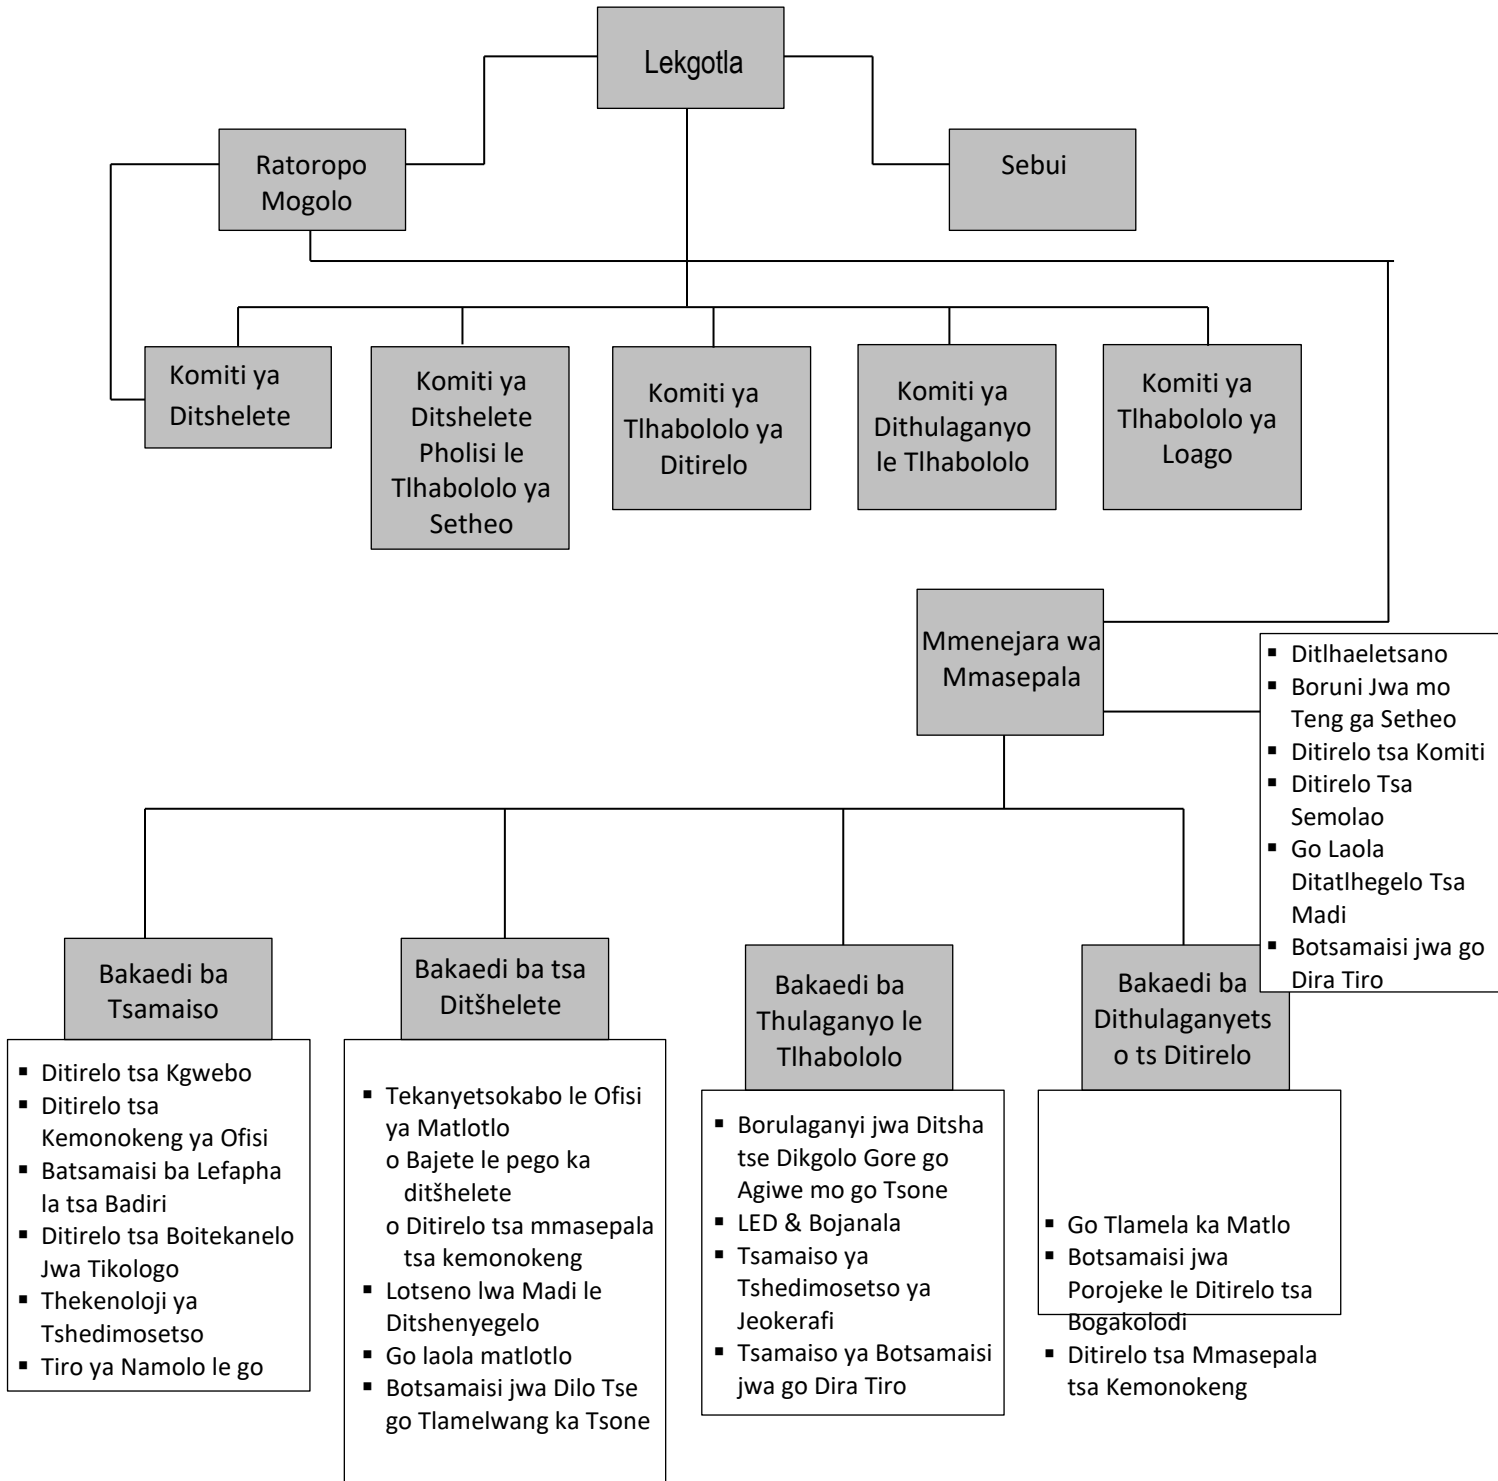 Lekgotla
Ratoropo
Mogolo
Sebui
Komiti ya
Ditshelete
Komiti ya
Ditshelete
Pholisi le
Tlhabololo ya
Setheo
Komiti ya
Tlhabololo ya
Ditirelo
Komiti ya
Dithulaganyo
le Tlhabololo
Komiti ya
Tlhabololo ya
Loago
Mmenejara wa
Mmasepala
▪ Ditlhaeletsano
▪ Boruni Jwa mo
Teng ga Setheo
▪ Ditirelo tsa Komiti
▪ Ditirelo Tsa
Semolao
▪ Go Laola
Ditatlhegelo Tsa
Madi
▪ Botsamaisi jwa go
Dira Tiro
Bakaedi ba
Tsamaiso
▪ Ditirelo tsa Kgwebo
▪ Ditirelo tsa
Kemonokeng ya Ofisi
▪ Batsamaisi ba Lefapha
la tsa Badiri
▪ Ditirelo tsa Boitekanelo
Jwa Tikologo
▪ Thekenoloji ya
Tshedimosetso
▪ Tiro ya Namolo le go
Bakaedi ba tsa
Ditšhelete
▪ Tekanyetsokabo le Ofisi
ya Matlotlo
o Bajete le pego ka
ditšhelete
o Ditirelo tsa mmasepala
tsa kemonokeng
▪ Lotseno lwa Madi le
Ditshenyegelo
▪ Go laola matlotlo
▪ Botsamaisi jwa Dilo Tse
go Tlamelwang ka Tsone
Bakaedi ba
Thulaganyo le
Tlhabololo
▪ Borulaganyi jwa Ditsha
tse Dikgolo Gore go
Agiwe mo go Tsone
▪ LED & Bojanala
▪ Tsamaiso ya
Tshedimosetso ya
Jeokerafi
▪ Tsamaiso ya Botsamaisi
jwa go Dira Tiro
Bakaedi ba
Dithulaganyets
o ts Ditirelo
▪ Go Tlamela ka Matlo
▪ Botsamaisi jwa
Porojeke le Ditirelo tsa
Bogakolodi
▪ Ditirelo tsa Mmasepala
tsa Kemonokeng